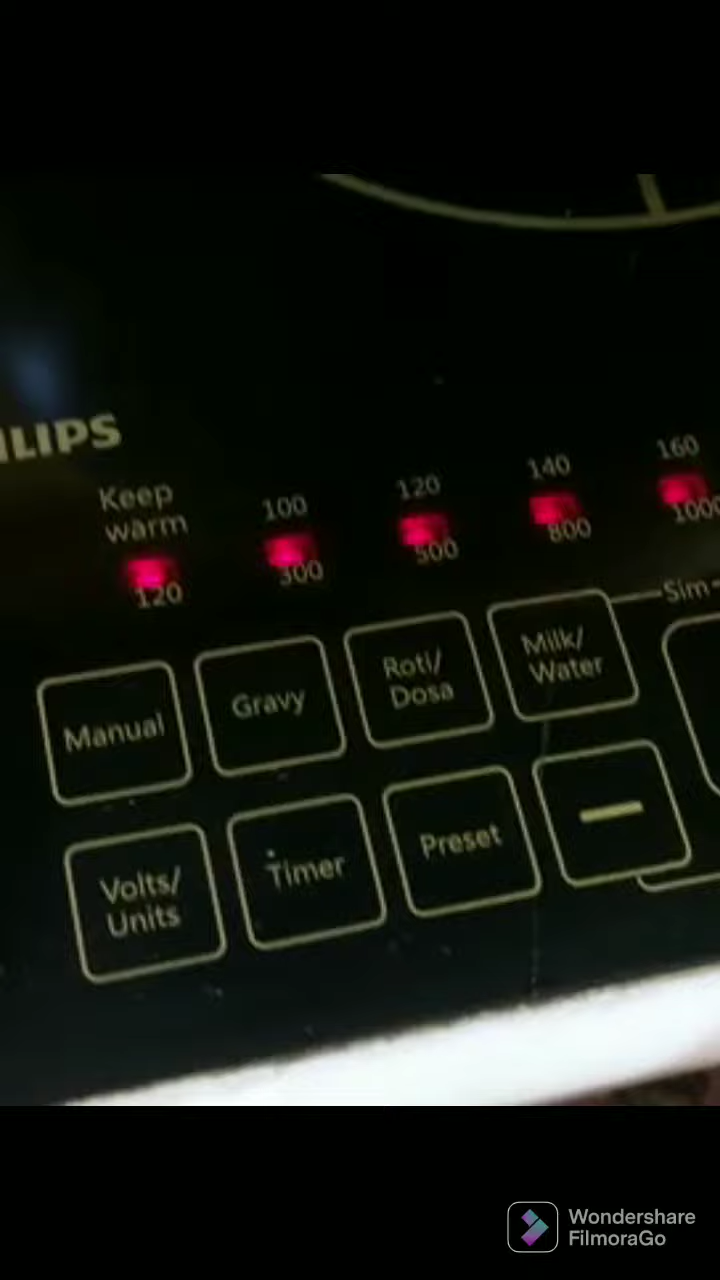 ILIPS
Keep
warm
100
120
140
160
120
300
500
800
1000
Sim
Manual
Gravy
Roti/
Dosa
Milk/
Water
Volts/
Units
Timer
Preset
Wondershare
FilmoraGo